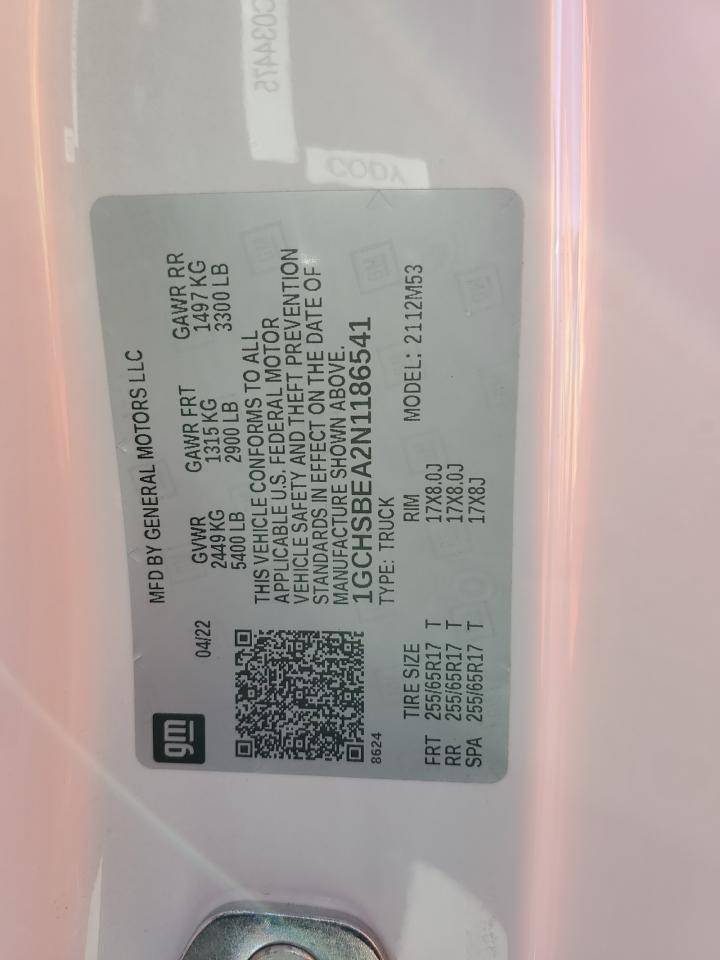 C034475
CODY
gm
MFD BY GENERAL MOTORS LLC
04/22
GVWR GAWR FRT GAWR RR
2449 KG 1315 KG 1497 KG
5400 LB 2900 LB 3300 LB
THIS VEHICLE CONFORMS TO ALL
APPLICABLE U.S. FEDERAL MOTOR
VEHICLE SAFETY AND THEFT PREVENTION
STANDARDS IN EFFECT ON THE DATE OF
MANUFACTURE SHOWN ABOVE.
1GCHSBEA2N1186541
8624
TYPE: TRUCK
TIRE SIZE RIM MODEL: 2112M53
FRT 255/65R17 T 17X8.0J
RR 255/65R17 T 17X8.0J
SPA 255/65R17 T 17X8J